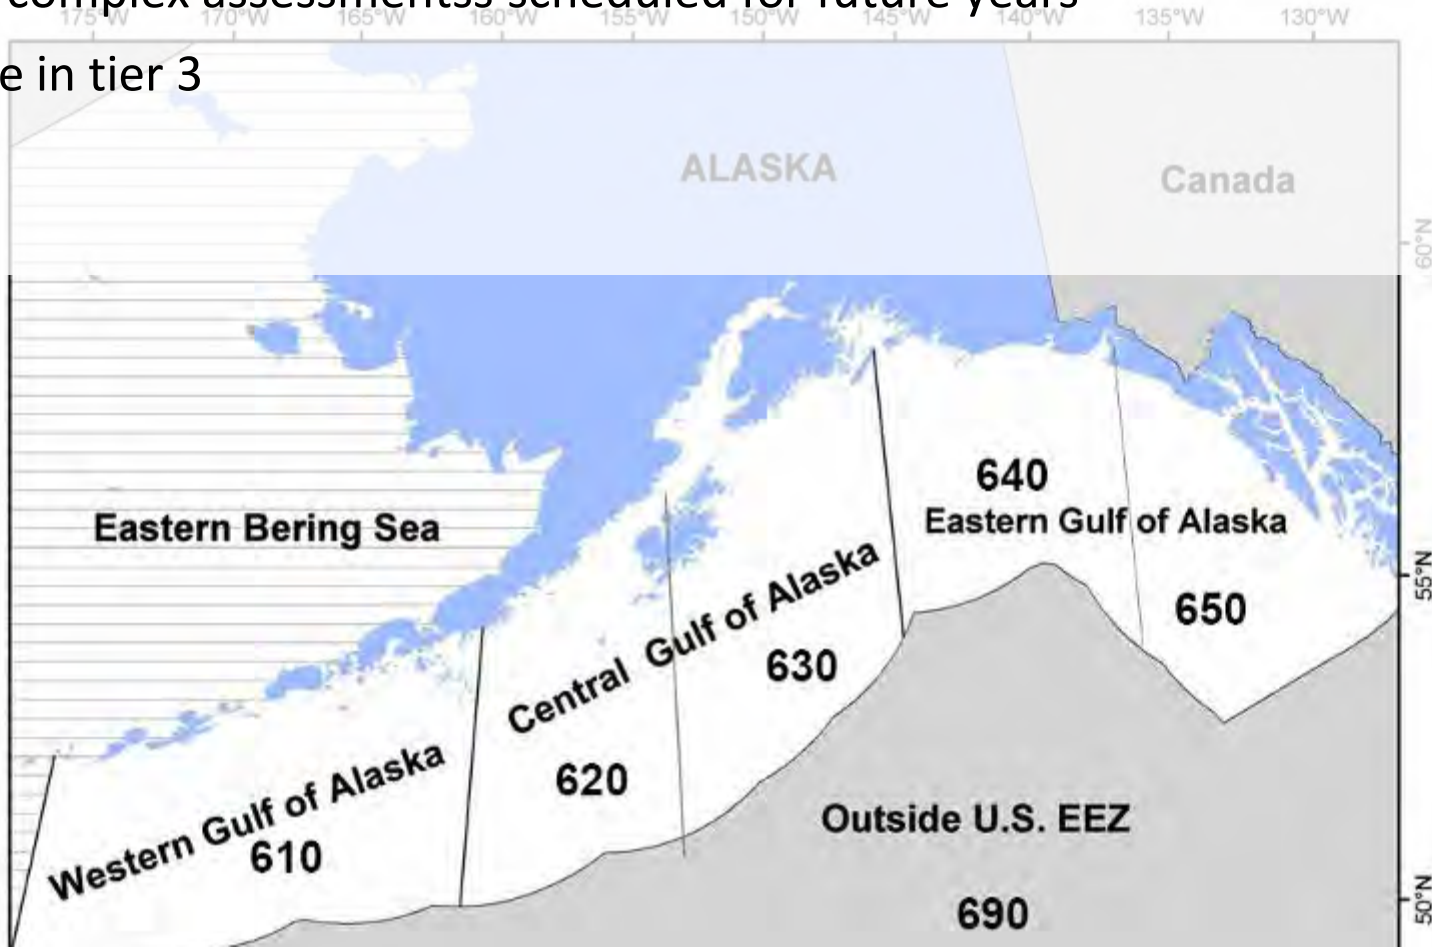 complex assessmentss scheduled for future years
175°W 170°W 165°W 160°W 155°W 150°W 145°W 140°W 135°W 130°W
e in tier 3
ALASKA
Canada
60°N
640
Eastern Gulf of Alaska
Eastern Bering Sea
55°N
650
Central Gulf of Alaska
630
620
Western Gulf of Alaska
610
Outside U.S. EEZ
690
50°N